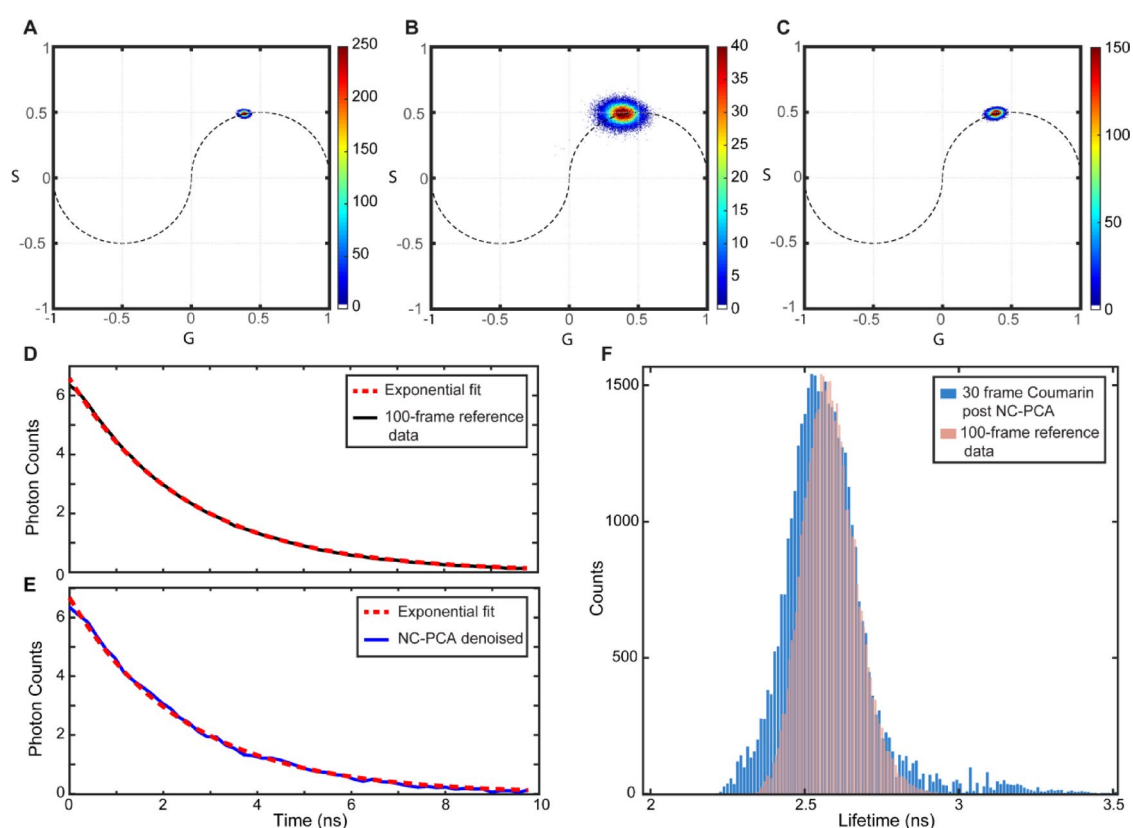 A
1
0.5
S
0
-0.5
-1
-1
-0.5
0
0.5
1
G
250
200
150
100
50
0
B
1
0.5
S
0
-0.5
-1
-1
-0.5
0
0.5
1
G
40
35
30
25
20
15
10
5
0
C
1
0.5
S
0
-0.5
-1
-1
-0.5
0
0.5
1
G
150
100
50
0
D
6
4
2
0
Photon Counts
Exponential fit
100-frame reference
data
E
6
4
2
0
Photon Counts
Exponential fit
NC-PCA denoised
0
2
4
6
8
10
Time (ns)
F
1500
1000
500
0
Counts
30 frame Coumarin
post NC-PCA
100-frame reference
data
2
2.5
3
3.5
Lifetime (ns)